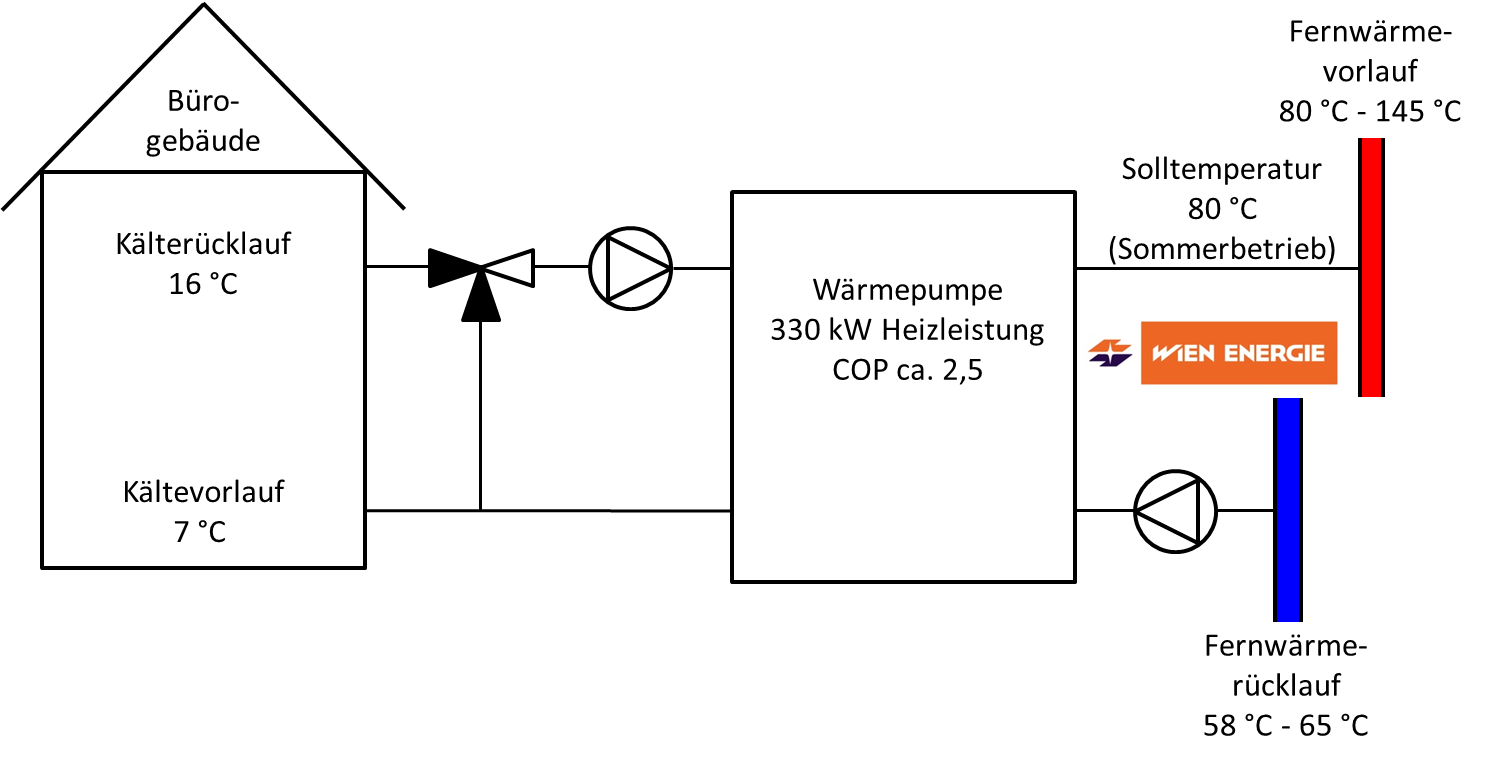 Büro-
gebäude
Kälterücklauf
16 °C
Kältevorlauf
7 °C
Wärmepumpe
330 kW Heizleistung
COP ca. 2,5
Fernwärme-
vorlauf
80 °C - 145 °C
Solltemperatur
80 °C
(Sommerbetrieb)
WIEN ENERGIE
Fernwärme-
rücklauf
58 °C - 65 °C